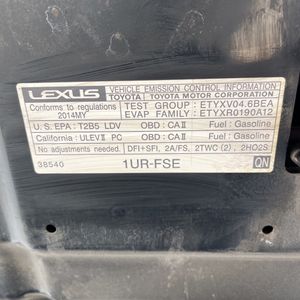 LEXUS VEHICLE EMISSION CONTROL INFORMATION
TOYOTA TOYOTA MOTOR CORPORATION
Conforms to regulations 2014MY
TEST GROUP : ETYXV04.6BEA
EVAP FAMILY : ETYXR0190A12
U.S. EPA : T2B5 LDV OBD : CAII Fuel : Gasoline
California : ULEVII PC OBD : CAII Fuel : Gasoline
No adjustments needed. DFI+SFI, 2A/FS, 2TWC (2), 2HO2S
38540 1UR-FSE QN